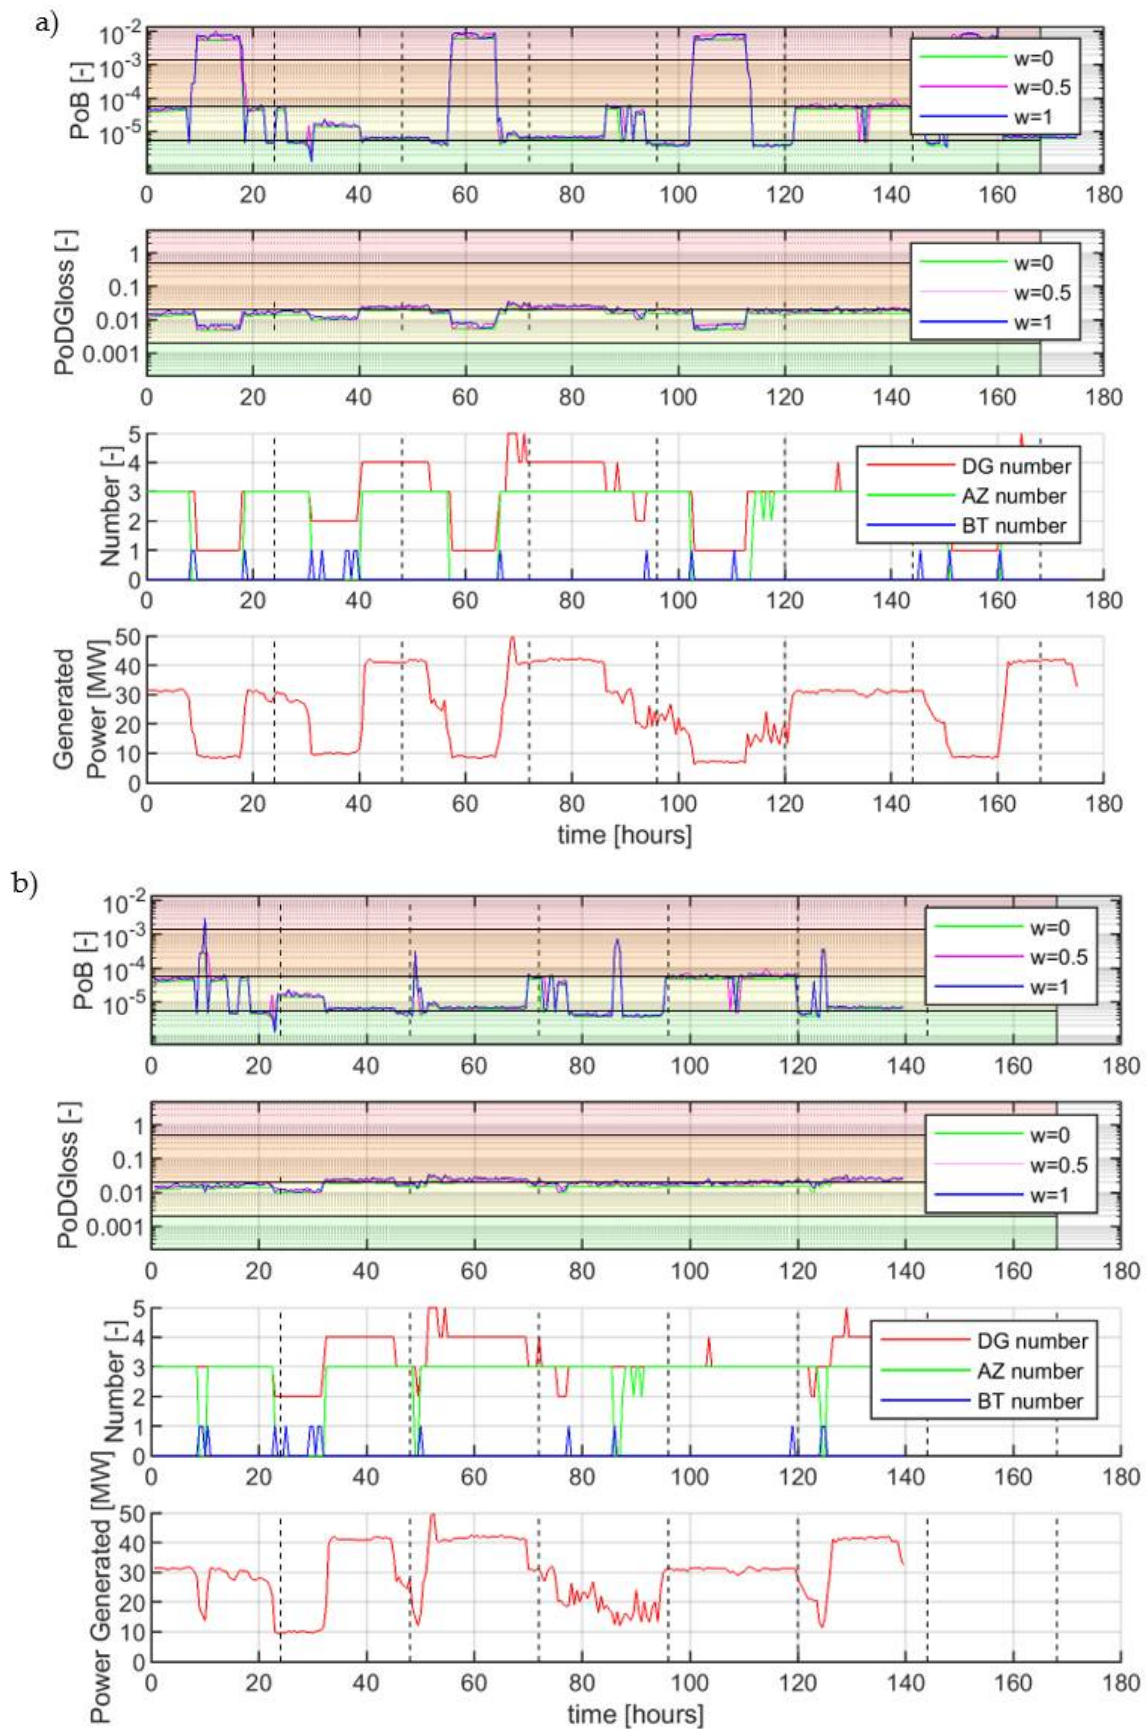 a)
PoB [-]
10-2
10-3
10-4
10-5
w=0
w=0.5
w=1
0 20 40 60 80 100 120 140 160 180
PoDGloss [-]
1
0.1
0.01
0.001
w=0
w=0.5
w=1
0 20 40 60 80 100 120 140 160 180
Number [-]
5
4
3
2
1
0
DG number
AZ number
BT number
0 20 40 60 80 100 120 140 160 180
Generated
Power [MW]
50
40
30
20
10
0
0 20 40 60 80 100 120 140 160 180
time [hours]
b)
PoB [-]
10-2
10-3
10-4
10-5
w=0
w=0.5
w=1
0 20 40 60 80 100 120 140 160 180
PoDGloss [-]
1
0.1
0.01
0.001
w=0
w=0.5
w=1
0 20 40 60 80 100 120 140 160 180
Number [-]
5
4
3
2
1
0
DG number
AZ number
BT number
0 20 40 60 80 100 120 140 160 180
Power Generated [MW]
50
40
30
20
10
0
0 20 40 60 80 100 120 140 160 180
time [hours]